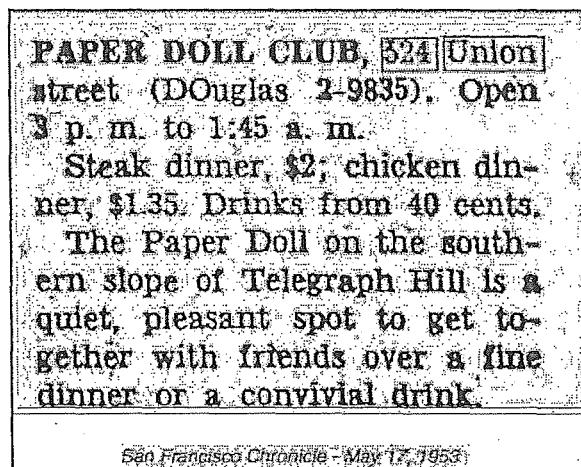 PAPER DOLL CLUB, 524 Union
street (DOuglas 2-9835). Open
3 p. m. to 1:45 a. m.
Steak dinner, $2; chicken din-
ner, $1.35. Drinks from 40 cents.
The Paper Doll on the south-
ern slope of Telegraph Hill is a
quiet, pleasant spot to get to-
gether with friends over a fine
dinner or a convivial drink.
San Francisco Chronicle - May 17, 1953